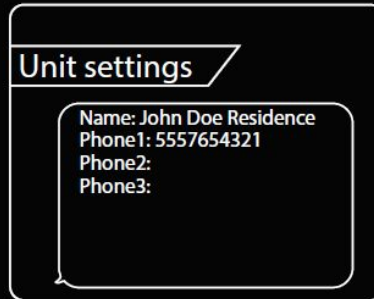 Unit settings
Name: John Doe Residence
Phone1: 5557654321
Phone2:
Phone3: